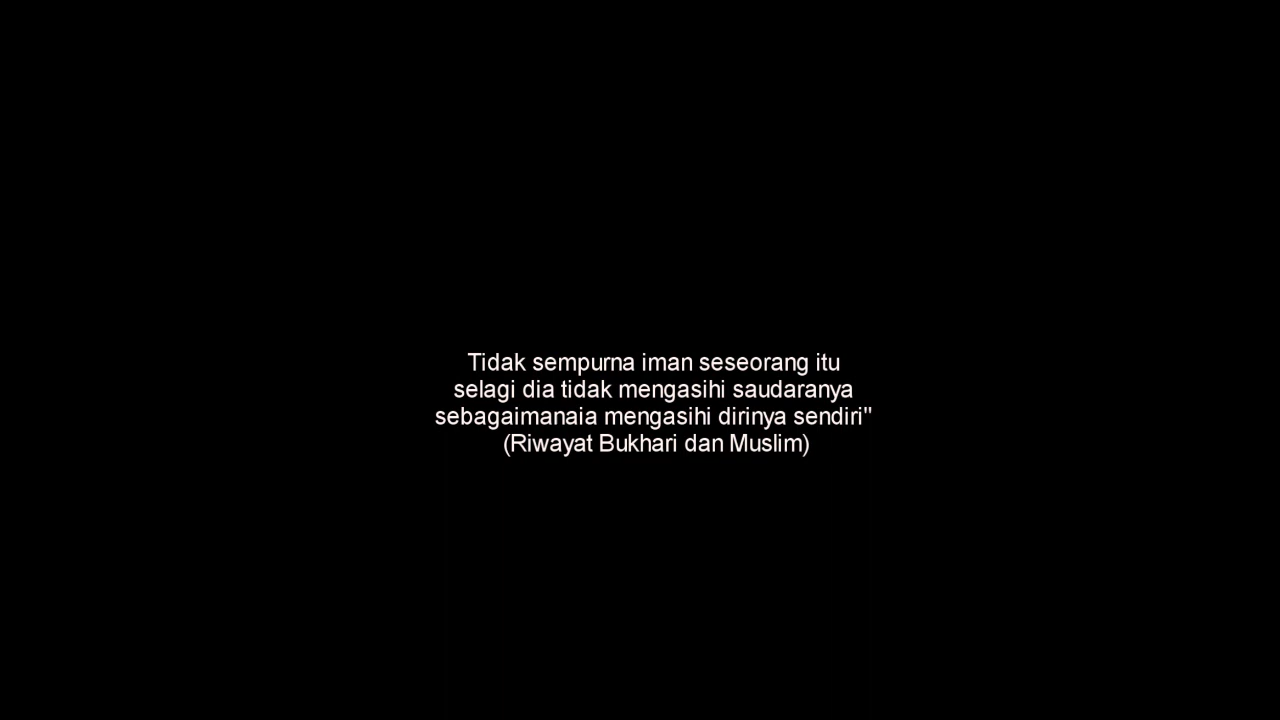 Tidak sempurna iman seseorang itu
selagi dia tidak mengasihi saudaranya
sebagaimanaia mengasihi dirinya sendiri"
(Riwayat Bukhari dan Muslim)